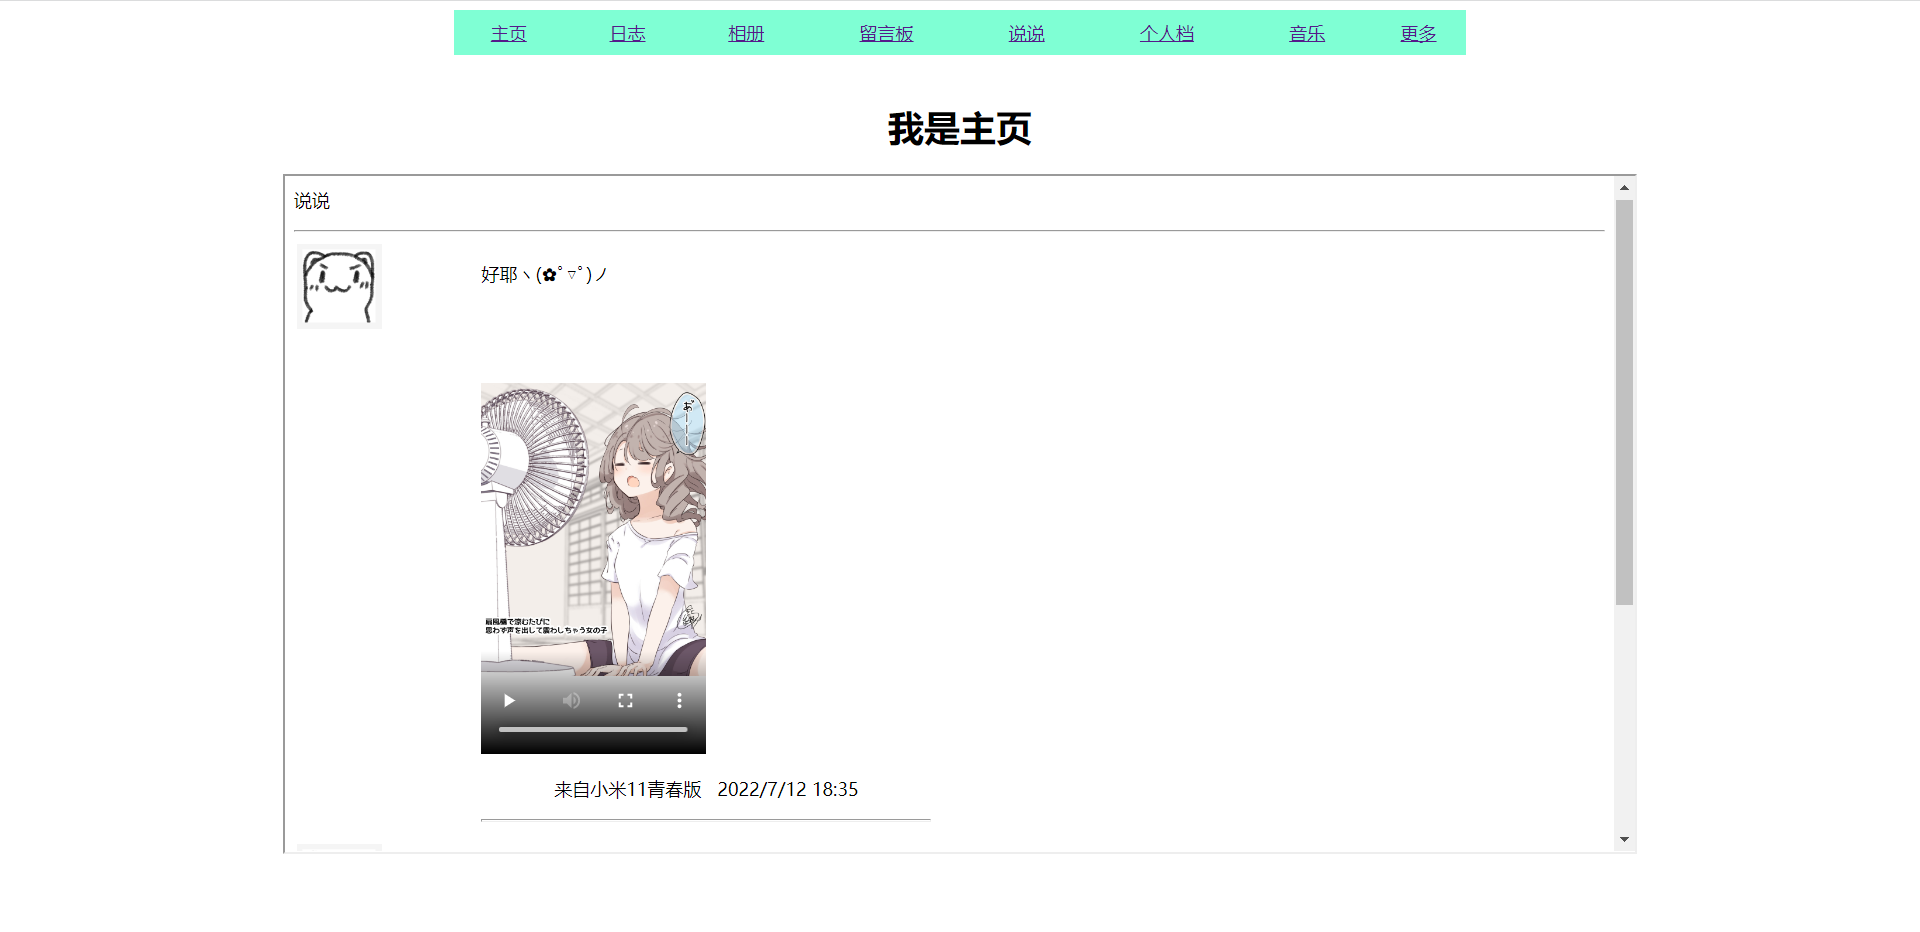 主页 日志 相册 留言板 说说 个人档 音乐 更多
我是主页
说说
好耶ヽ(✿ﾟ▽ﾟ)ノ
あ゛ーー
扇風機で涼むたびに
思わず声を出して震わしちゃう女の子
来自小米11青春版 2022/7/12 18:35